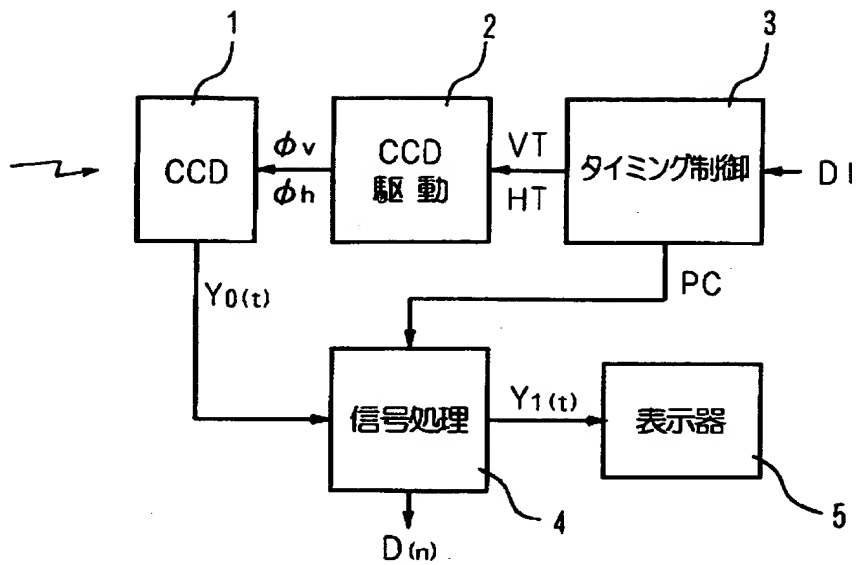 1
2
3
CCD
φv
φh
CCD
駆動
VT
HT
タイミング制御
DI
Y0(t)
PC
信号処理
Y1(t)
表示器
4
5
D(n)